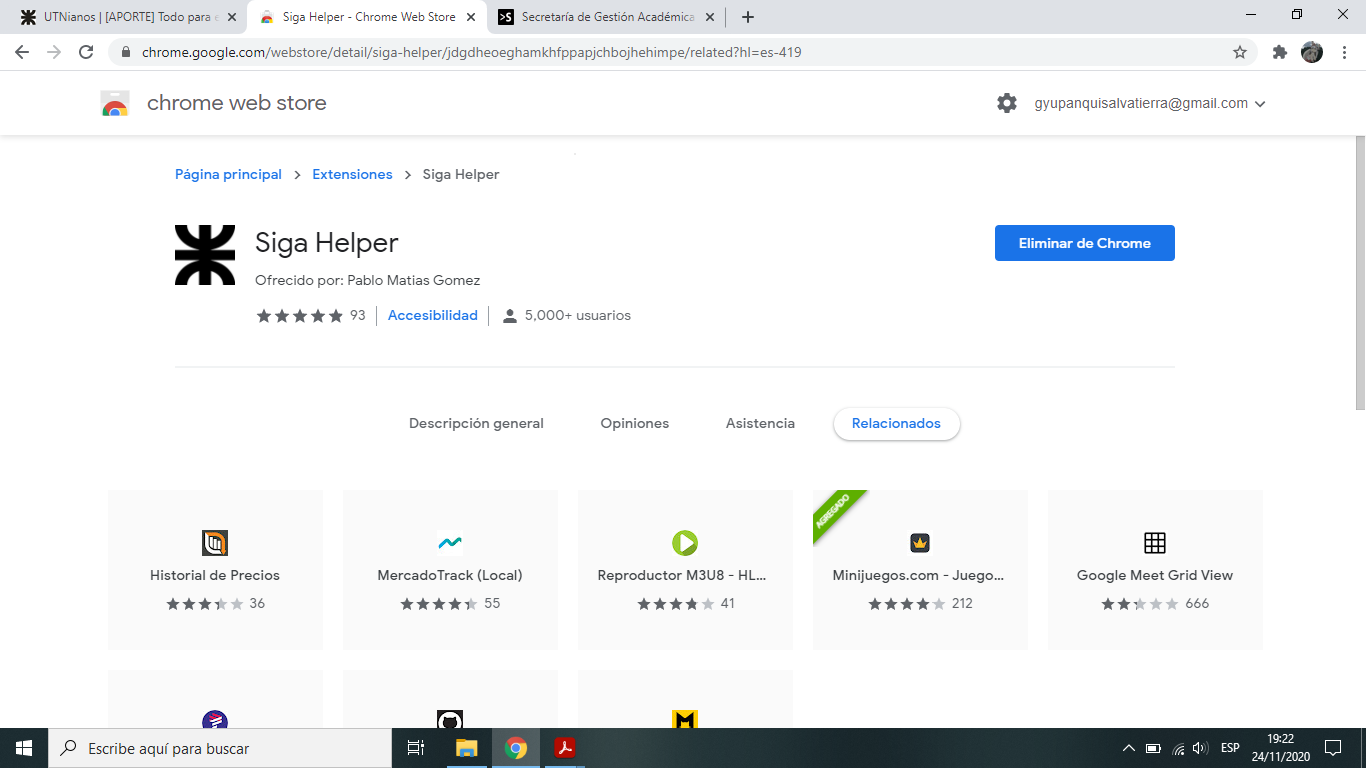 UTNianos | [APORTE] Todo para e
Siga Helper - Chrome Web Store
Secretaría de Gestión Académica
chrome.google.com/webstore/detail/siga-helper/jdgdheoeghamkhfppapjchbojhehimpe/related?hl=es-419
chrome web store
gyupanquisalvatierra@gmail.com
Página principal > Extensiones > Siga Helper
Siga Helper
Eliminar de Chrome
Ofrecido por: Pablo Matias Gomez
93 | Accesibilidad | 5,000+ usuarios
Descripción general Opiniones Asistencia Relacionados
AGREGADO
Historial de Precios
36
MercadoTrack (Local)
55
Reproductor M3U8 - HL...
41
Minijuegos.com - Juego...
212
Google Meet Grid View
666
Escribe aquí para buscar
ESP
19:22
24/11/2020